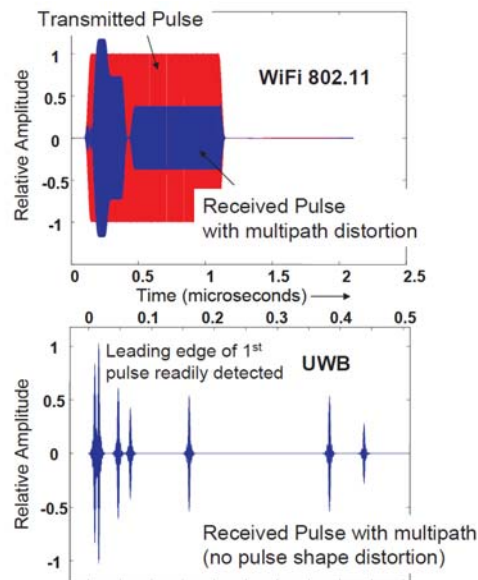 Transmitted Pulse
WiFi 802.11
1
0.5
0
-0.5
-1
Relative Amplitude
Received Pulse
with multipath distortion
0 0.5 1 1.5 2 2.5
Time (microseconds)
0 0.1 0.2 0.3 0.4 0.5
Leading edge of 1st
pulse readily detected
UWB
1
0.5
0
-0.5
-1
Relative Amplitude
Received Pulse with multipath
(no pulse shape distortion)